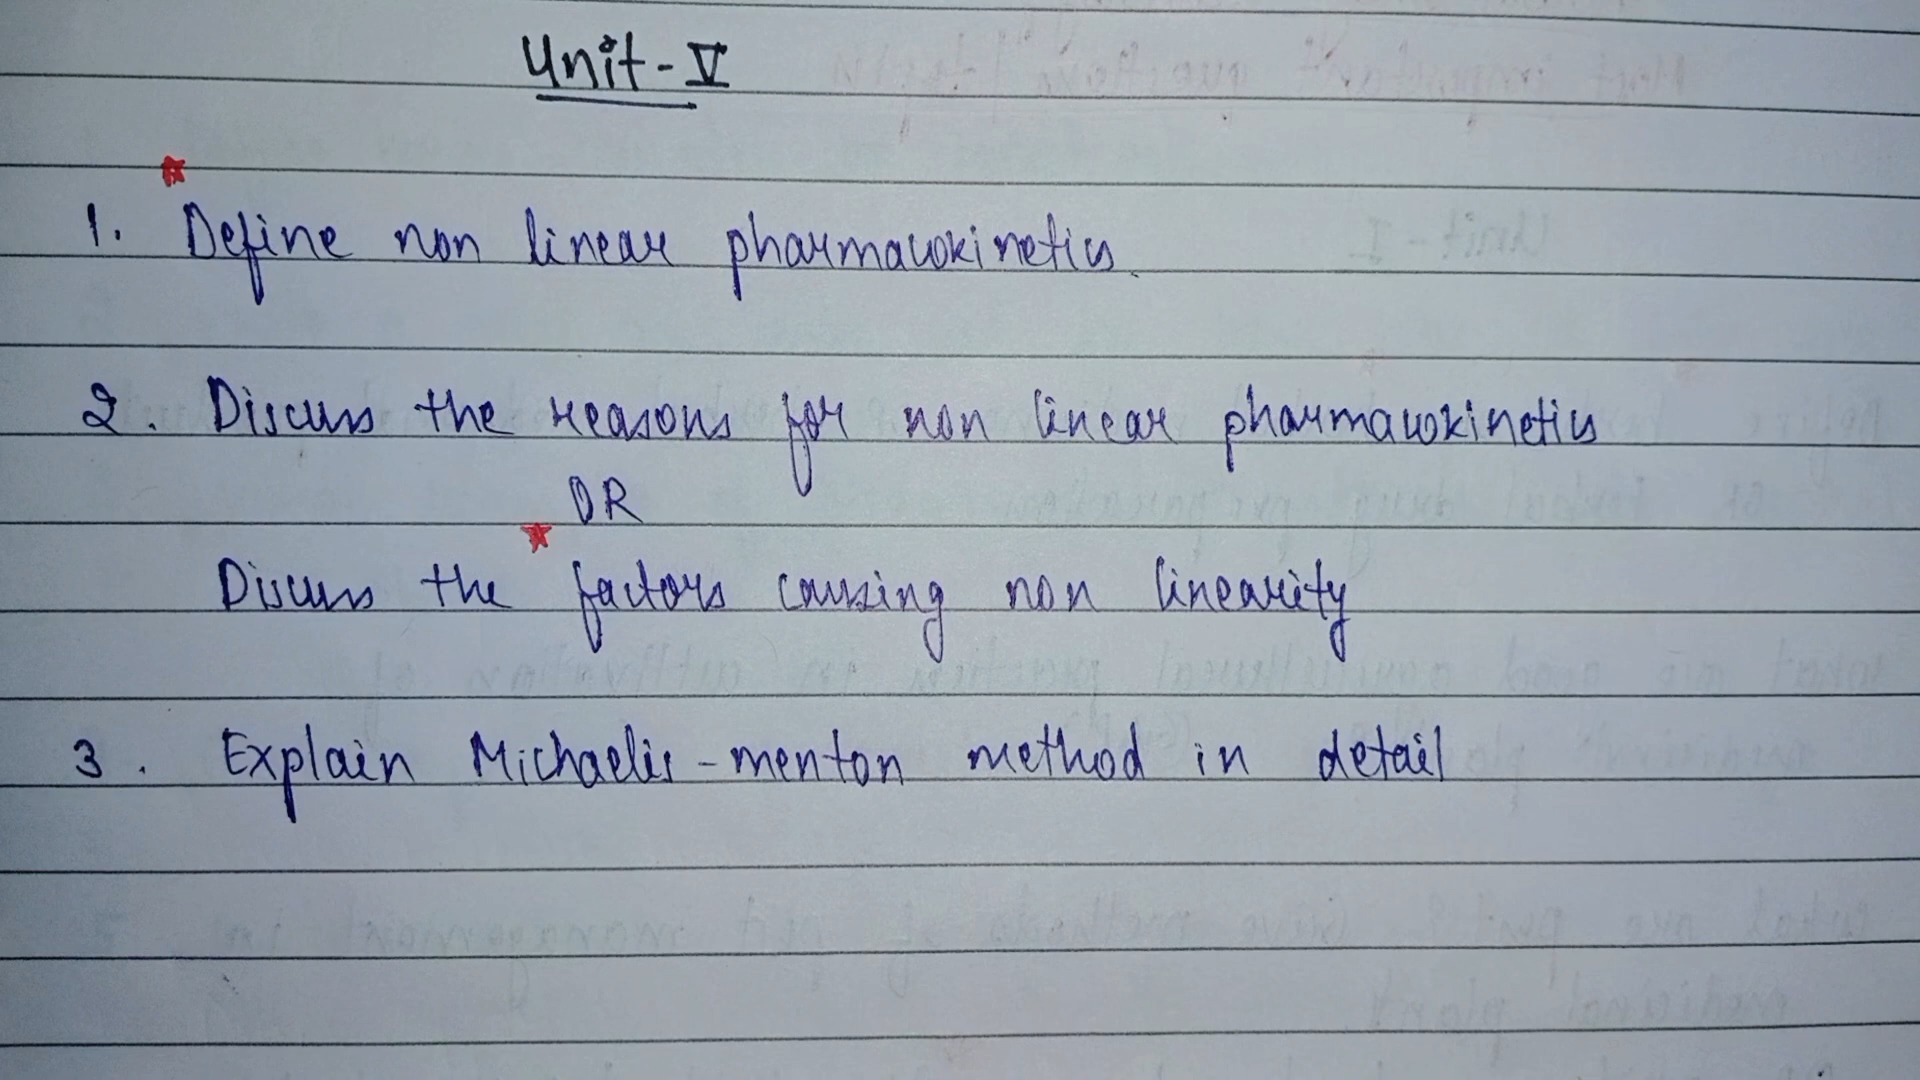 Unit-V
1. Define non linear pharmacokinetics.
2. Discuss the reasons for non linear pharmacokinetics
OR
Discuss the factors causing non linearity
3. Explain Michaelis-menton method in detail